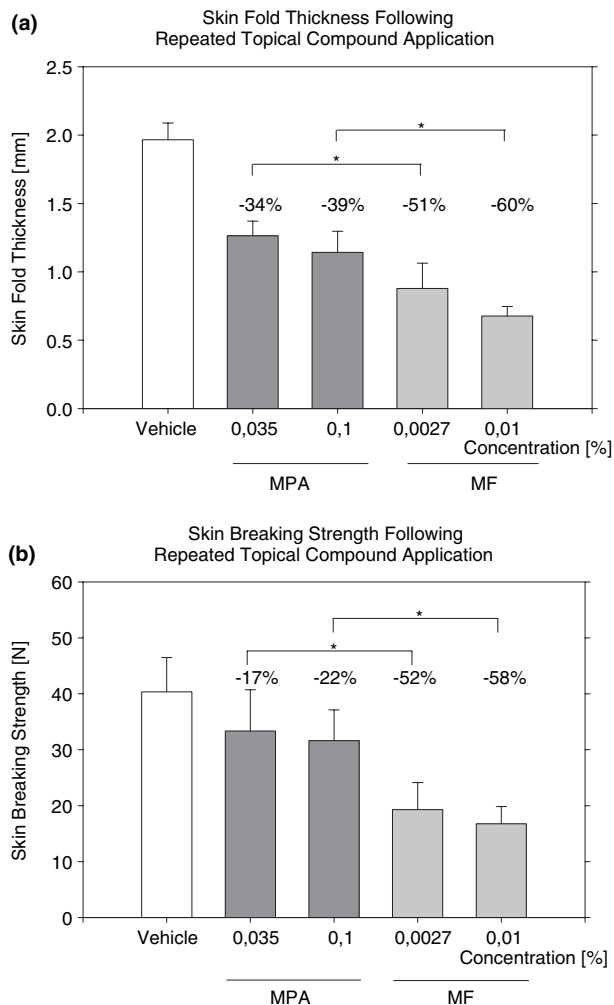 (a)
Skin Fold Thickness Following
Repeated Topical Compound Application
Skin Fold Thickness [mm]
2.5
2.0
1.5
1.0
0.5
0.0
*
*
-34% -39% -51% -60%
Vehicle 0,035 0,1 0,0027 0,01
Concentration [%]
MPA MF
(b)
Skin Breaking Strength Following
Repeated Topical Compound Application
Skin Breaking Strength [N]
60
50
40
30
20
10
0
*
*
-17% -22% -52% -58%
Vehicle 0,035 0,1 0,0027 0,01
Concentration [%]
MPA MF